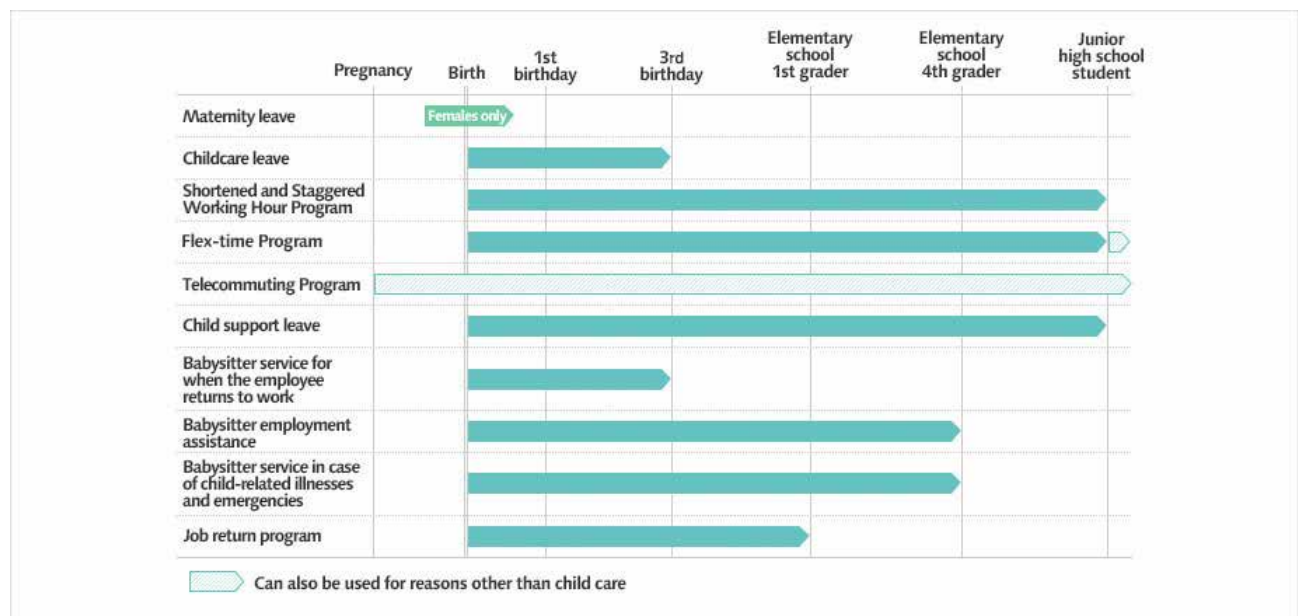 Pregnancy
Birth
1st
birthday
3rd
birthday
Elementary
school
1st grader
Elementary
school
4th grader
Junior
high school
student
Maternity leave
Females only
Childcare leave
Shortened and Staggered
Working Hour Program
Flex-time Program
Telecommuting Program
Child support leave
Babysitter service for
when the employee
returns to work
Babysitter employment
assistance
Babysitter service in case
of child-related illnesses
and emergencies
Job return program
Can also be used for reasons other than child care